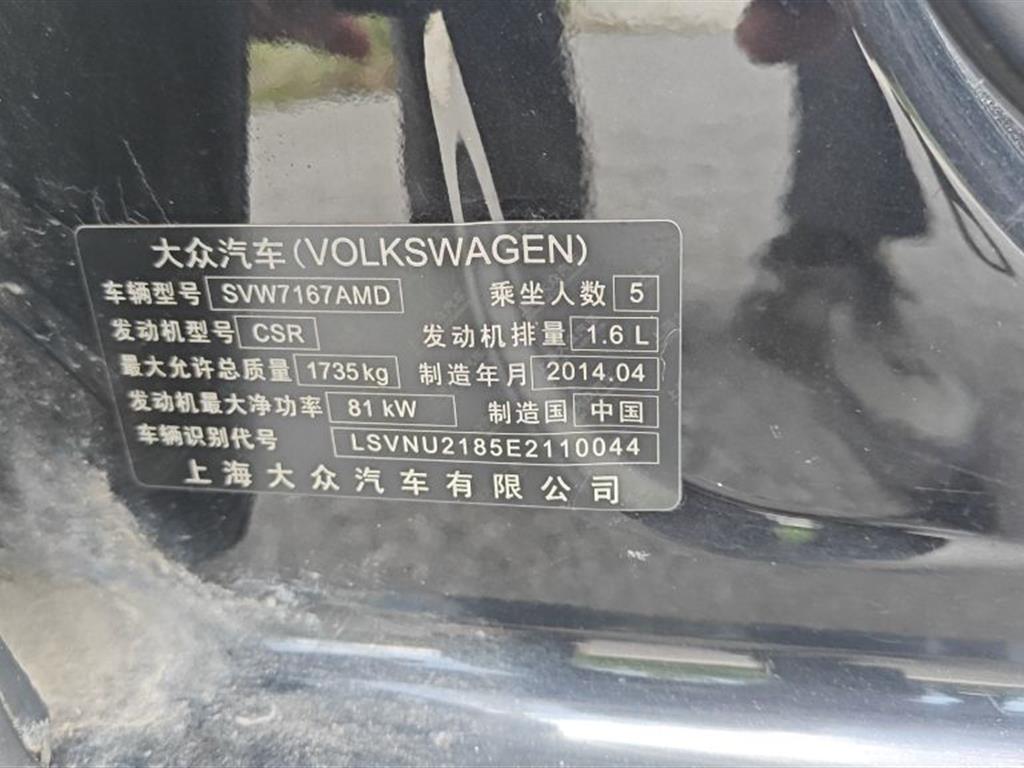 大众汽车(VOLKSWAGEN)
车辆型号 SVW7167AMD 乘坐人数 5
发动机型号 CSR 发动机排量 1.6 L
最大允许总质量 1735kg 制造年月 2014.04
发动机最大净功率 81 kW 制造国 中国
车辆识别代号 LSVNU2185E2110044
上海大众汽车有限公司